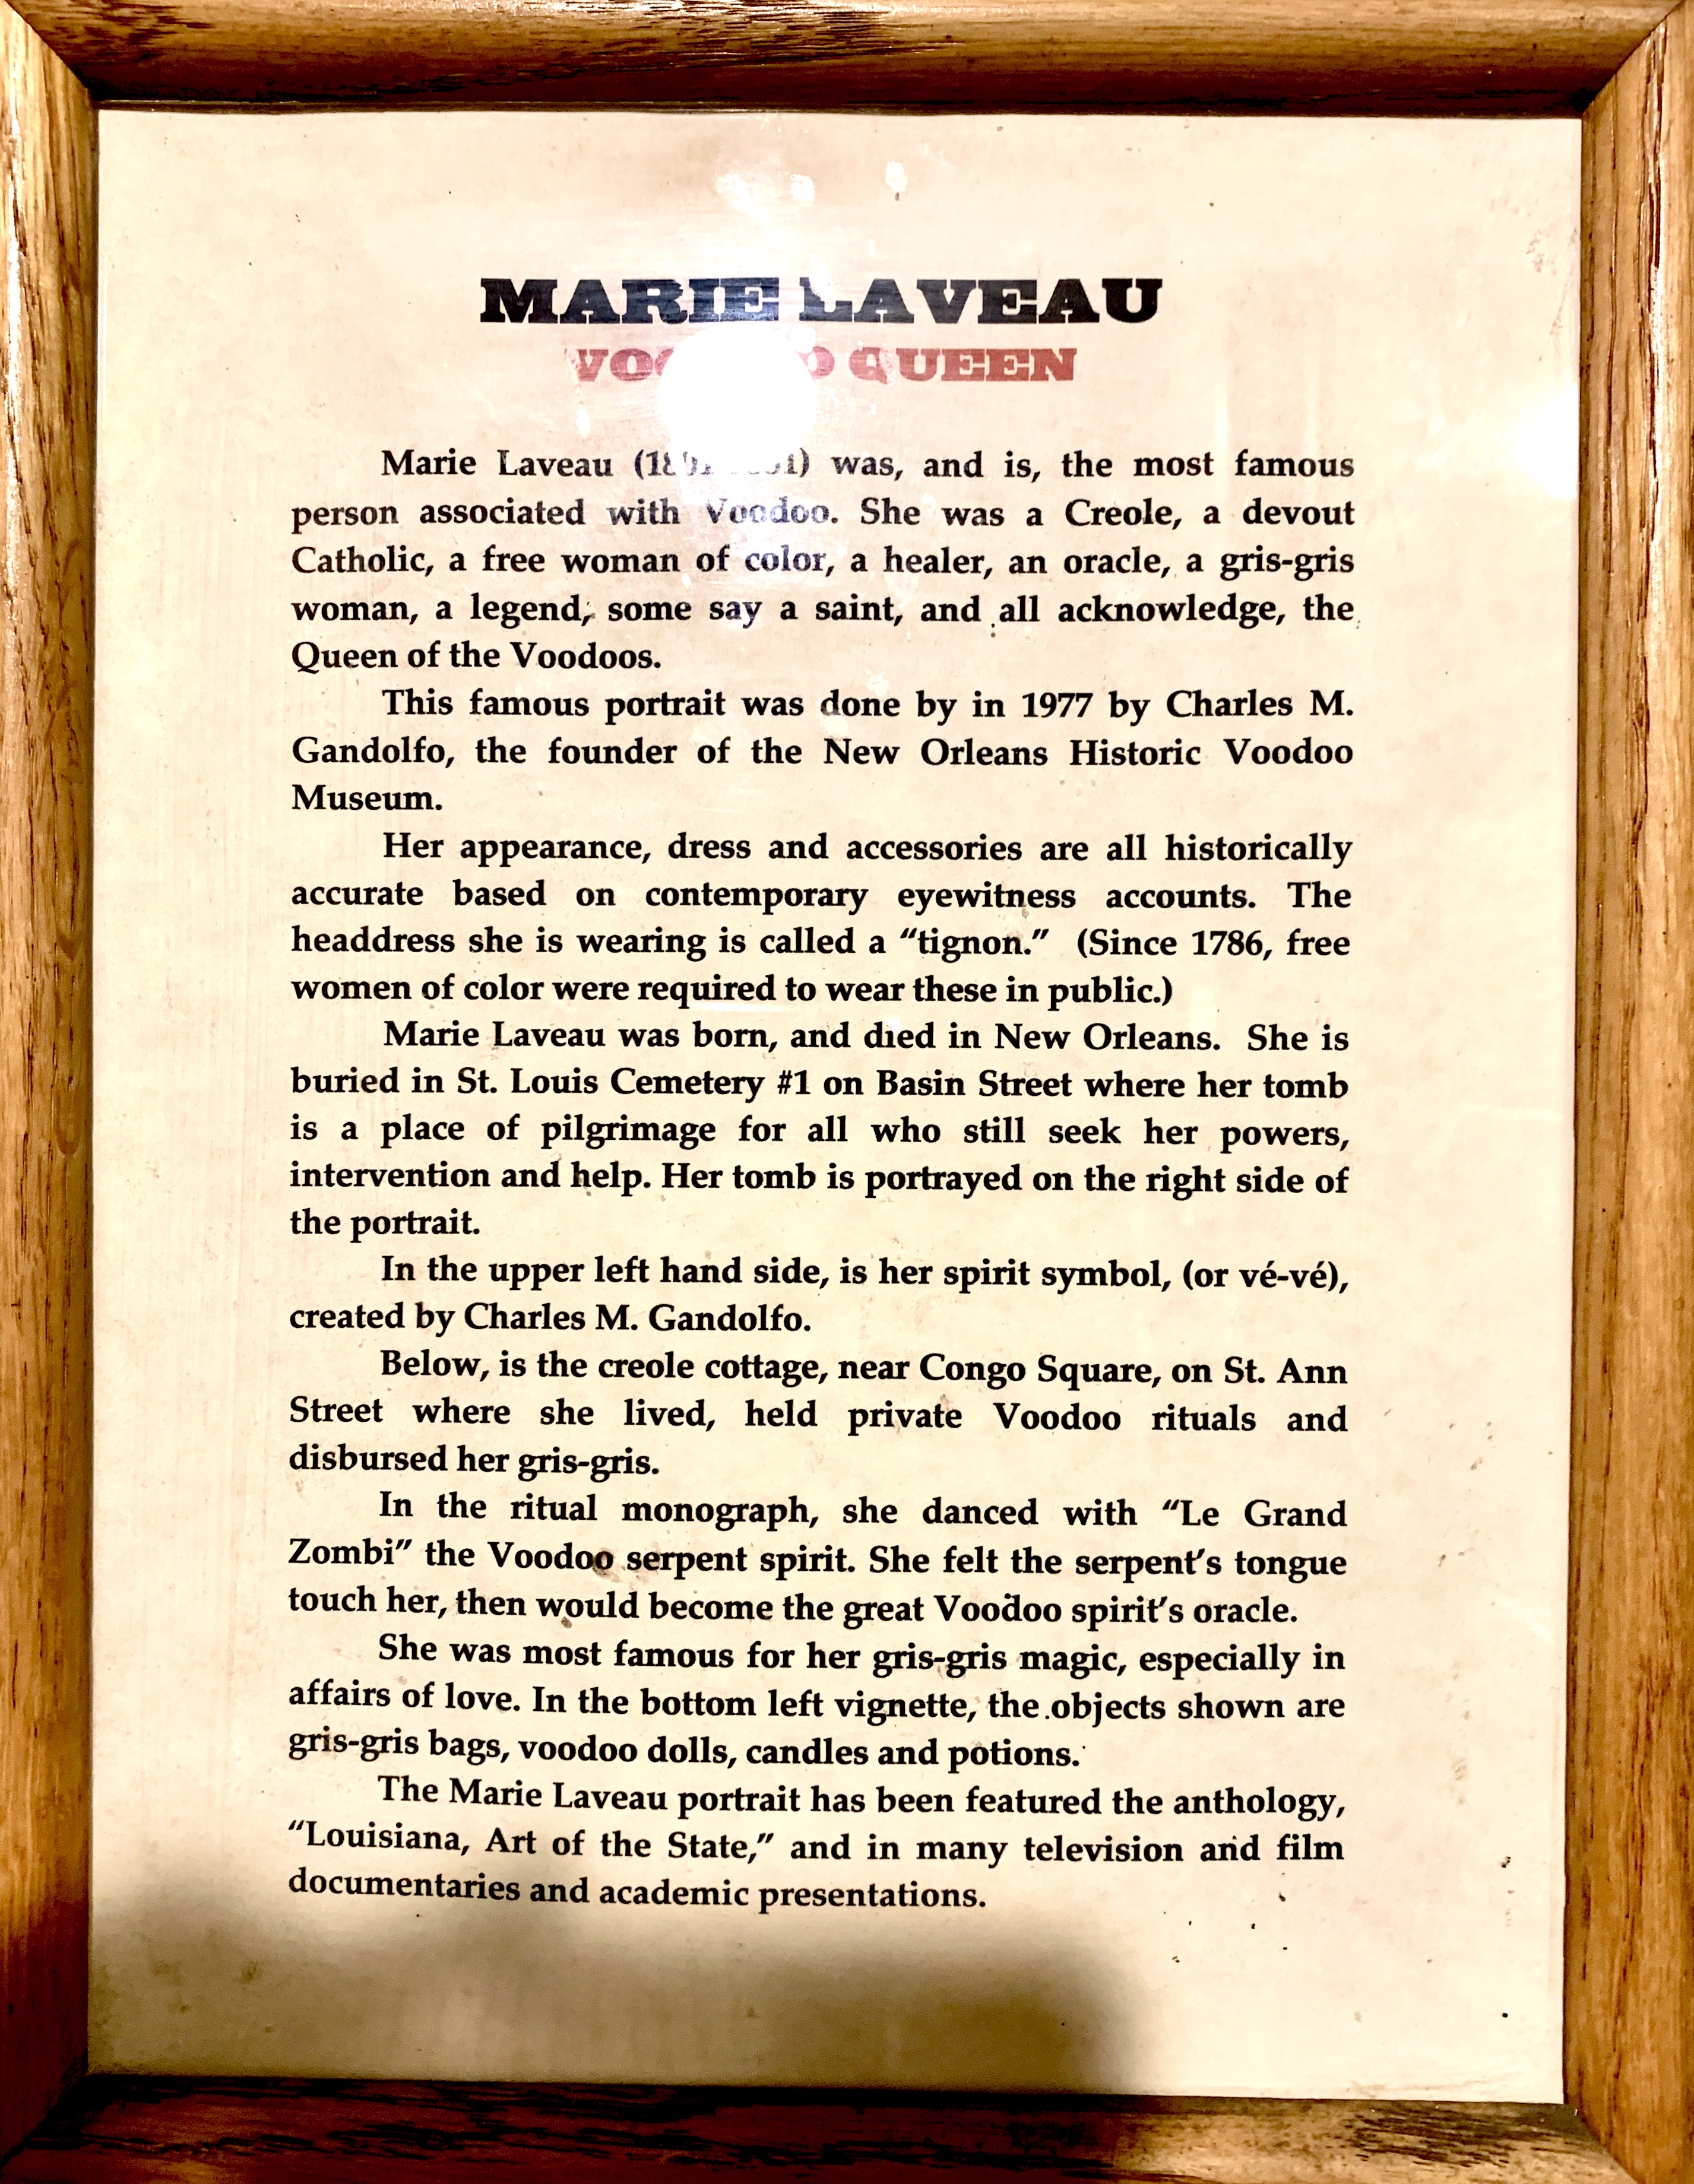 MARIE LAVEAU
QUEEN
Marie Laveau was, and is, the most famous
person associated with Voodoo. She was a Creole, a devout
Catholic, a free woman of color, a healer, an oracle, a gris-gris
woman, a legend, some say a saint, and all acknowledge, the
Queen of the Voodoos.
This famous portrait was done by in 1977 by Charles M.
Gandolfo, the founder of the New Orleans Historic Voodoo
Museum.
Her appearance, dress and accessories are all historically
accurate based on contemporary eyewitness accounts. The
headdress she is wearing is called a “tignon.” (Since 1786, free
women of color were required to wear these in public.)
Marie Laveau was born, and died in New Orleans. She is
buried in St. Louis Cemetery #1 on Basin Street where her tomb
is a place of pilgrimage for all who still seek her powers,
intervention and help. Her tomb is portrayed on the right side of
the portrait.
In the upper left hand side, is her spirit symbol, (or vé-vé),
created by Charles M. Gandolfo.
Below, is the creole cottage, near Congo Square, on St. Ann
Street where she lived, held private Voodoo rituals and
disbursed her gris-gris.
In the ritual monograph, she danced with “Le Grand
Zombi” the Voodoo serpent spirit. She felt the serpent's tongue
touch her, then would become the great Voodoo spirit's oracle.
She was most famous for her gris-gris magic, especially in
affairs of love. In the bottom left vignette, the objects shown are
gris-gris bags, voodoo dolls, candles and potions.
The Marie Laveau portrait has been featured the anthology,
“Louisiana, Art of the State,” and in many television and film
documentaries and academic presentations.